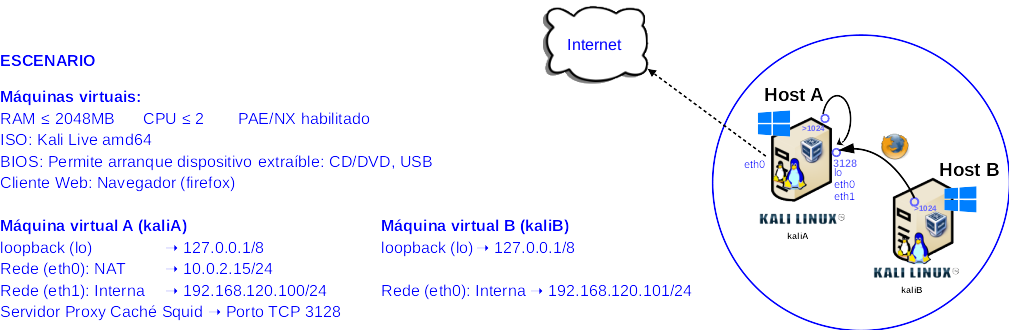 ESCENARIO
Máquinas virtuais:
RAM ≤ 2048MB CPU ≤ 2 PAE/NX habilitado
ISO: Kali Live amd64
BIOS: Permite arranque dispositivo extraíble: CD/DVD, USB
Cliente Web: Navegador (firefox)
Máquina virtual A (kaliA)
loopback (lo) ➝ 127.0.0.1/8
Rede (eth0): NAT ➝ 10.0.2.15/24
Rede (eth1): Interna ➝ 192.168.120.100/24
Servidor Proxy Caché Squid ➝ Porto TCP 3128
Máquina virtual B (kaliB)
loopback (lo) ➝ 127.0.0.1/8
Rede (eth0): Interna ➝ 192.168.120.101/24
Internet
Host A
>1024
eth0
3128
lo
eth0
eth1
KALI LINUX
kaliA
Host B
>1024
KALI LINUX
kaliB